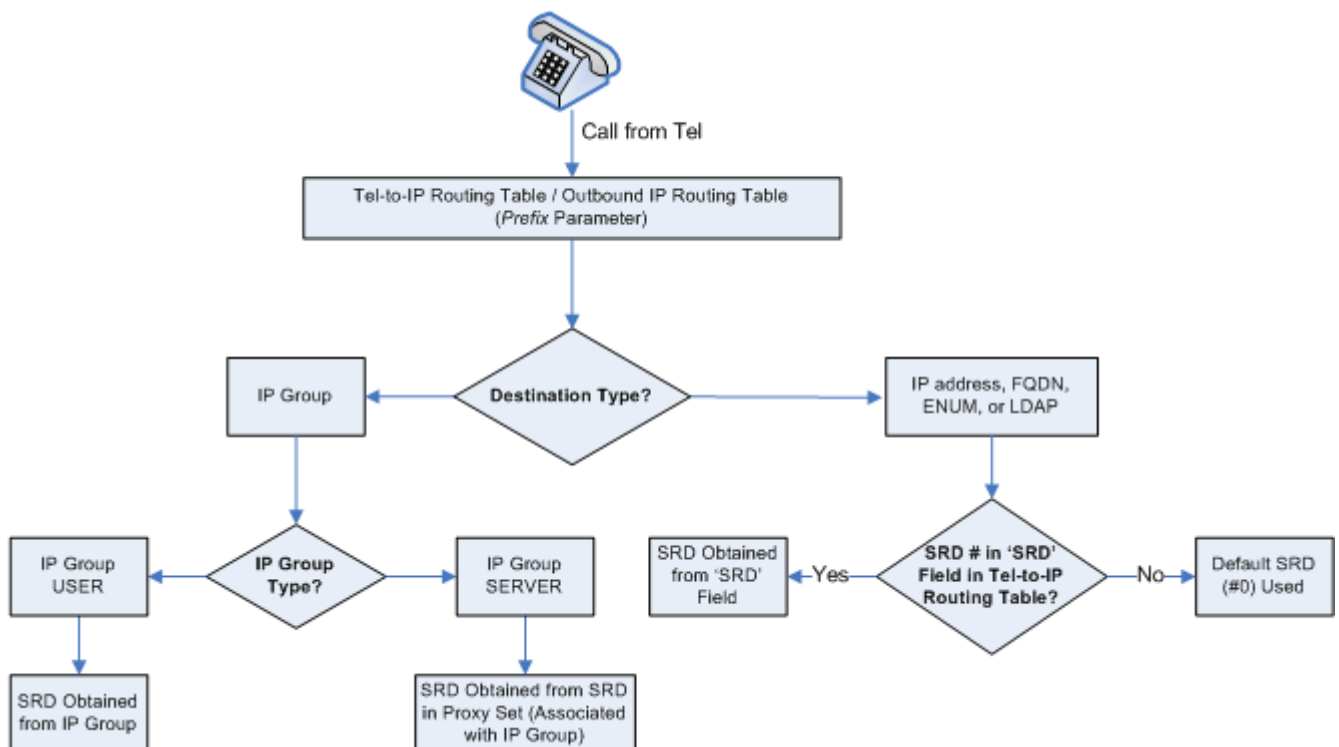 Call from Tel
Tel-to-IP Routing Table / Outbound IP Routing Table
(Prefix Parameter)
IP Group
Destination Type?
IP address, FQDN,
ENUM, or LDAP
IP Group
USER
IP Group
Type?
IP Group
SERVER
SRD Obtained
from ‘SRD’
Field
Yes
SRD # in ‘SRD’
Field in Tel-to-IP
Routing Table?
No
Default SRD
(#0) Used
SRD Obtained
from IP Group
SRD Obtained from SRD
in Proxy Set (Associated
with IP Group)